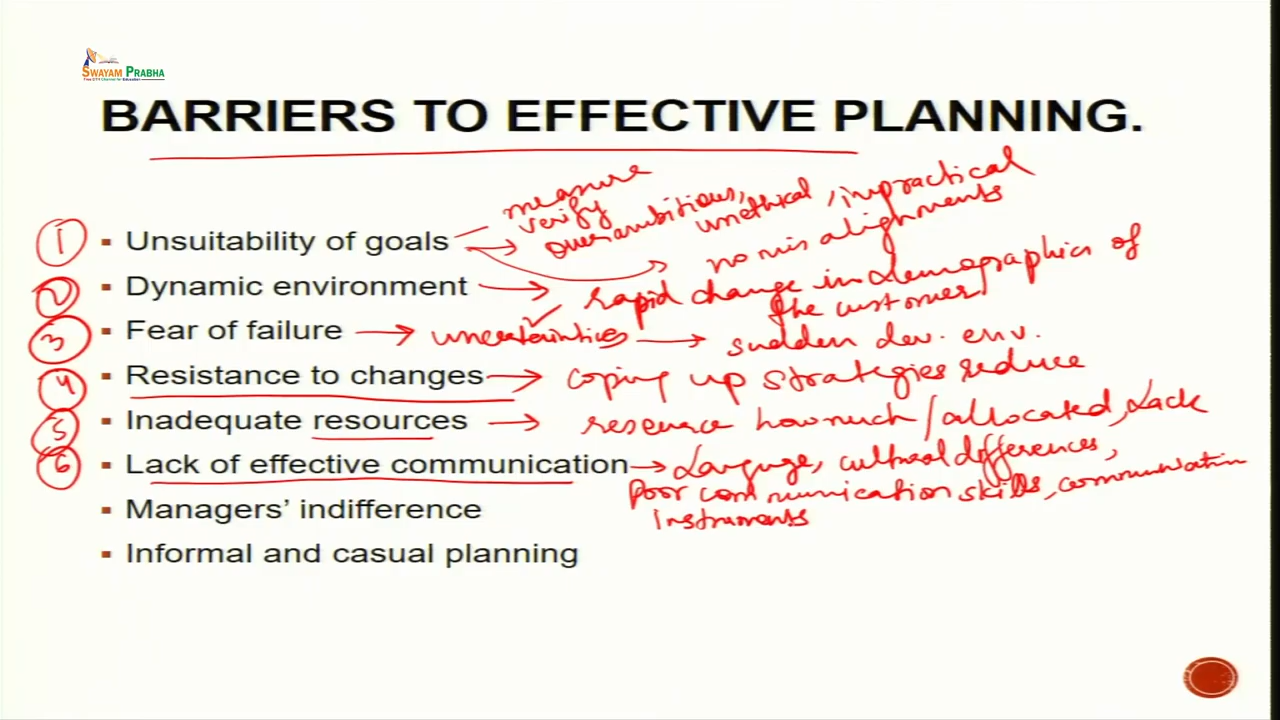 SWAYAM PRABHA
BARRIERS TO EFFECTIVE PLANNING.
measure
verify
1 ▪ Unsuitability of goals → overambitious, unethical, impractical
no mis alignments
2 ▪ Dynamic environment → rapid change in demographics of
the customer
3 ▪ Fear of failure → uncertainties → sudden dev. env.
4 ▪ Resistance to changes → coping up strategies reduce
5 ▪ Inadequate resources → resource how much / allocated, Lack
6 ▪ Lack of effective communication → Language, cultural differences,
Poor communication skills, communication
instruments
▪ Managers’ indifference
▪ Informal and casual planning